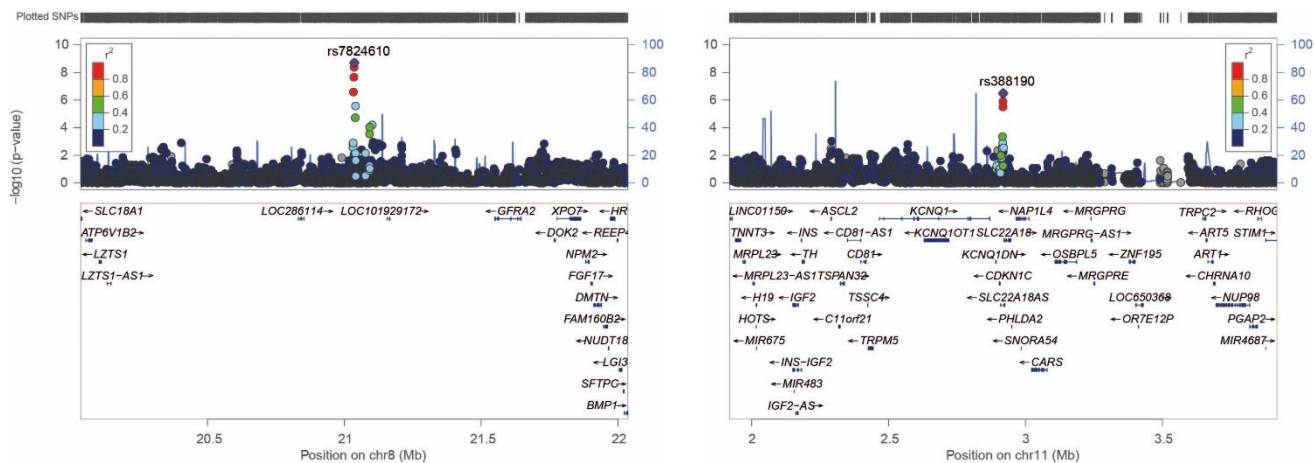 Plotted SNPs
rs7824610
r²
0.8
0.6
0.4
0.2
10
8
6
4
2
0
−log10 (p-value)
100
80
60
40
20
0
←SLC18A1 LOC286114→ LOC101929172→ ←GFRA2 XPO7→ ←HR
ATP6V1B2→ ←DOK2 REEP4
←LZTS1 NPM2→
LZTS1-AS1→ FGF17→
DMTN→
FAM160B2→
←NUDT18
←LGI3
SFTPC→
BMP1→
20.5 21 21.5 22
Position on chr8 (Mb)
Plotted SNPs
rs388190
r²
0.8
0.6
0.4
0.2
10
8
6
4
2
0
100
80
60
40
20
0
LINC01150→ ←ASCL2 KCNQ1→ ←NAP1L4 ←MRGPRG TRPC2→ ←RHOG
TNNT3→ ←INS ←CD81-AS1 ←KCNQ1OT1 SLC22A18→ MRGPRG-AS1→ ←ART5 STIM1→
MRPL23→ ←TH CD81→ KCNQ1DN→ ←OSBPL5 ←ZNF195 ART1→
←MRPL23-AS1 TSPAN32→ ←CDKN1C ←MRGPRE ←CHRNA10
←H19 ←IGF2 TSSC4→ ←SLC22A18AS LOC650368→ ←NUP98
HOTS→ ←C11orf21 ←PHLDA2 ←OR7E12P PGAP2→
←MIR675 ←TRPM5 ←SNORA54 MIR4687→
←INS-IGF2 ←CARS
←MIR483
IGF2-AS→
2 2.5 3 3.5
Position on chr11 (Mb)